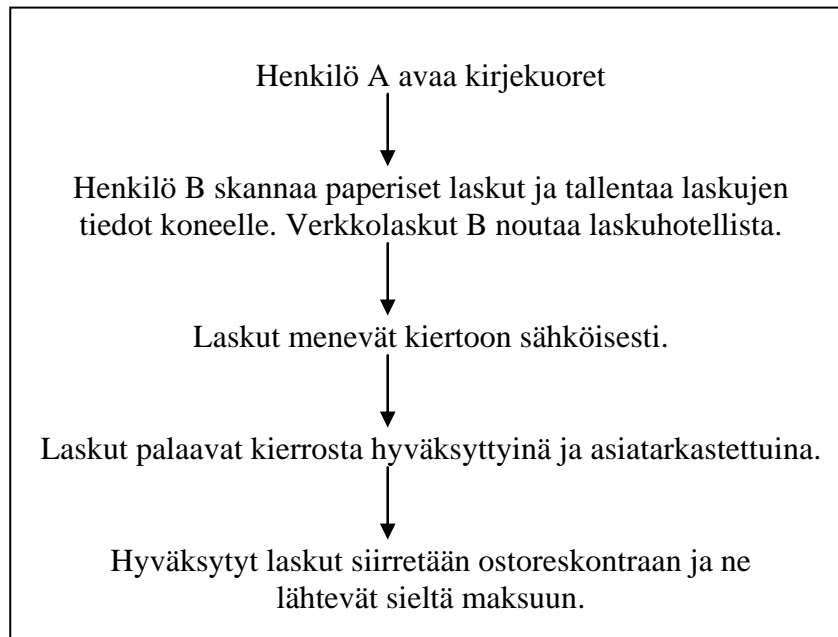 Henkilö A avaa kirjekuoret
Henkilö B skannaa paperiset laskut ja tallentaa laskujen
tiedot koneelle. Verkkolaskut B noutaa laskuhotellista.
Laskut menevät kiertoon sähköisesti.
Laskut palaavat kierrosta hyväksyttyinä ja asiatarkastettuina.
Hyväksytyt laskut siirretään ostoreskontraan ja ne
lähtevät sieltä maksuun.